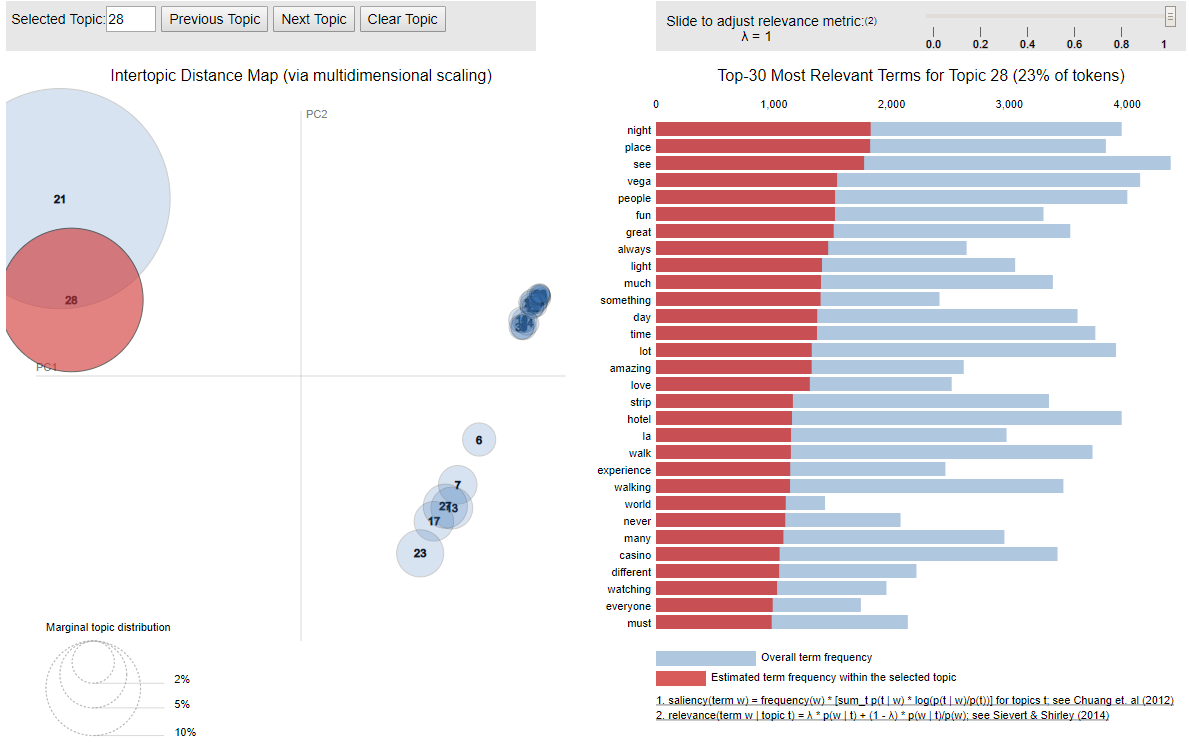 Selected Topic: 28 Previous Topic Next Topic Clear Topic
Slide to adjust relevance metric:(2)
λ = 1
0.0 0.2 0.4 0.6 0.8 1
Intertopic Distance Map (via multidimensional scaling)
PC2
PC1
21
28
6
7
27
13
17
23
Marginal topic distribution
2%
5%
10%
Top-30 Most Relevant Terms for Topic 28 (23% of tokens)
0 1,000 2,000 3,000 4,000
night
place
see
vega
people
fun
great
always
light
much
something
day
time
lot
amazing
love
strip
hotel
la
walk
experience
walking
world
never
many
casino
different
watching
everyone
must
Overall term frequency
Estimated term frequency within the selected topic
1. saliency(term w) = frequency(w) * [sum_t p(t | w) * log(p(t | w)/p(t))] for topics t; see Chuang et. al (2012)
2. relevance(term w | topic t) = λ * p(w | t) + (1 - λ) * p(w | t)/p(w); see Sievert & Shirley (2014)